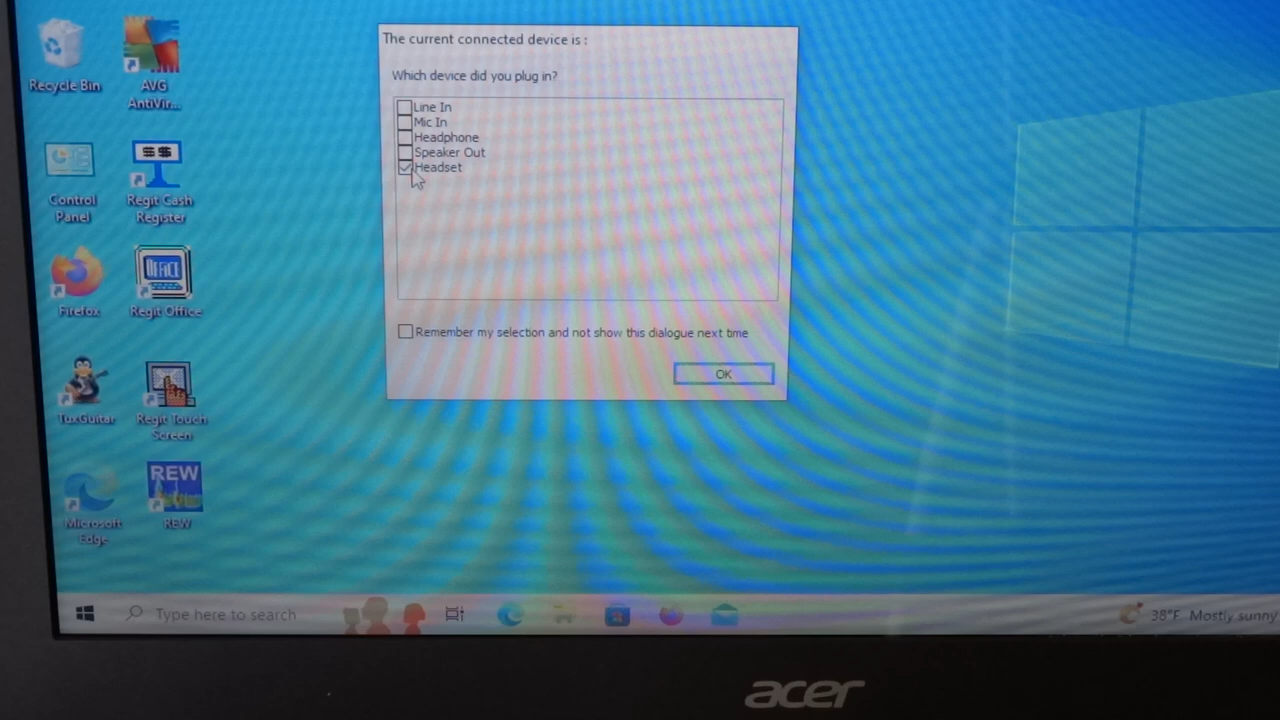 The current connected device is :
Which device did you plug in?
Line In
Mic In
Headphone
Speaker Out
Headset
Remember my selection and not show this dialogue next time
OK
Recycle Bin
AVG
AntiVir...
Control
Panel
$$
Regit Cash
Register
Firefox
OFFICE
Regit Office
TuxGuitar
Regit Touch
Screen
Microsoft
Edge
REW
REW
Type here to search
38°F Mostly sunny
acer